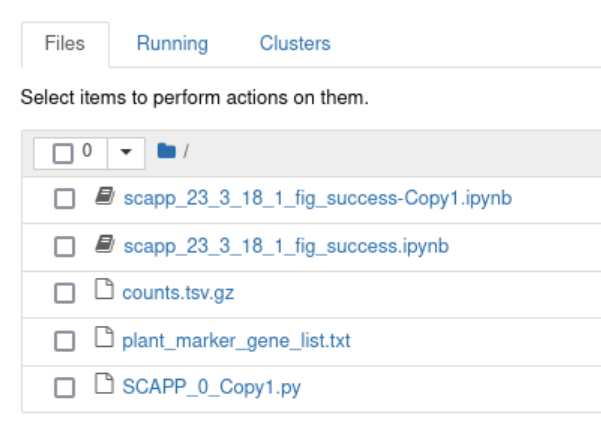 Files Running Clusters
Select items to perform actions on them.
0 /
scapp_23_3_18_1_fig_success-Copy1.ipynb
scapp_23_3_18_1_fig_success.ipynb
counts.tsv.gz
plant_marker_gene_list.txt
SCAPP_0_Copy1.py